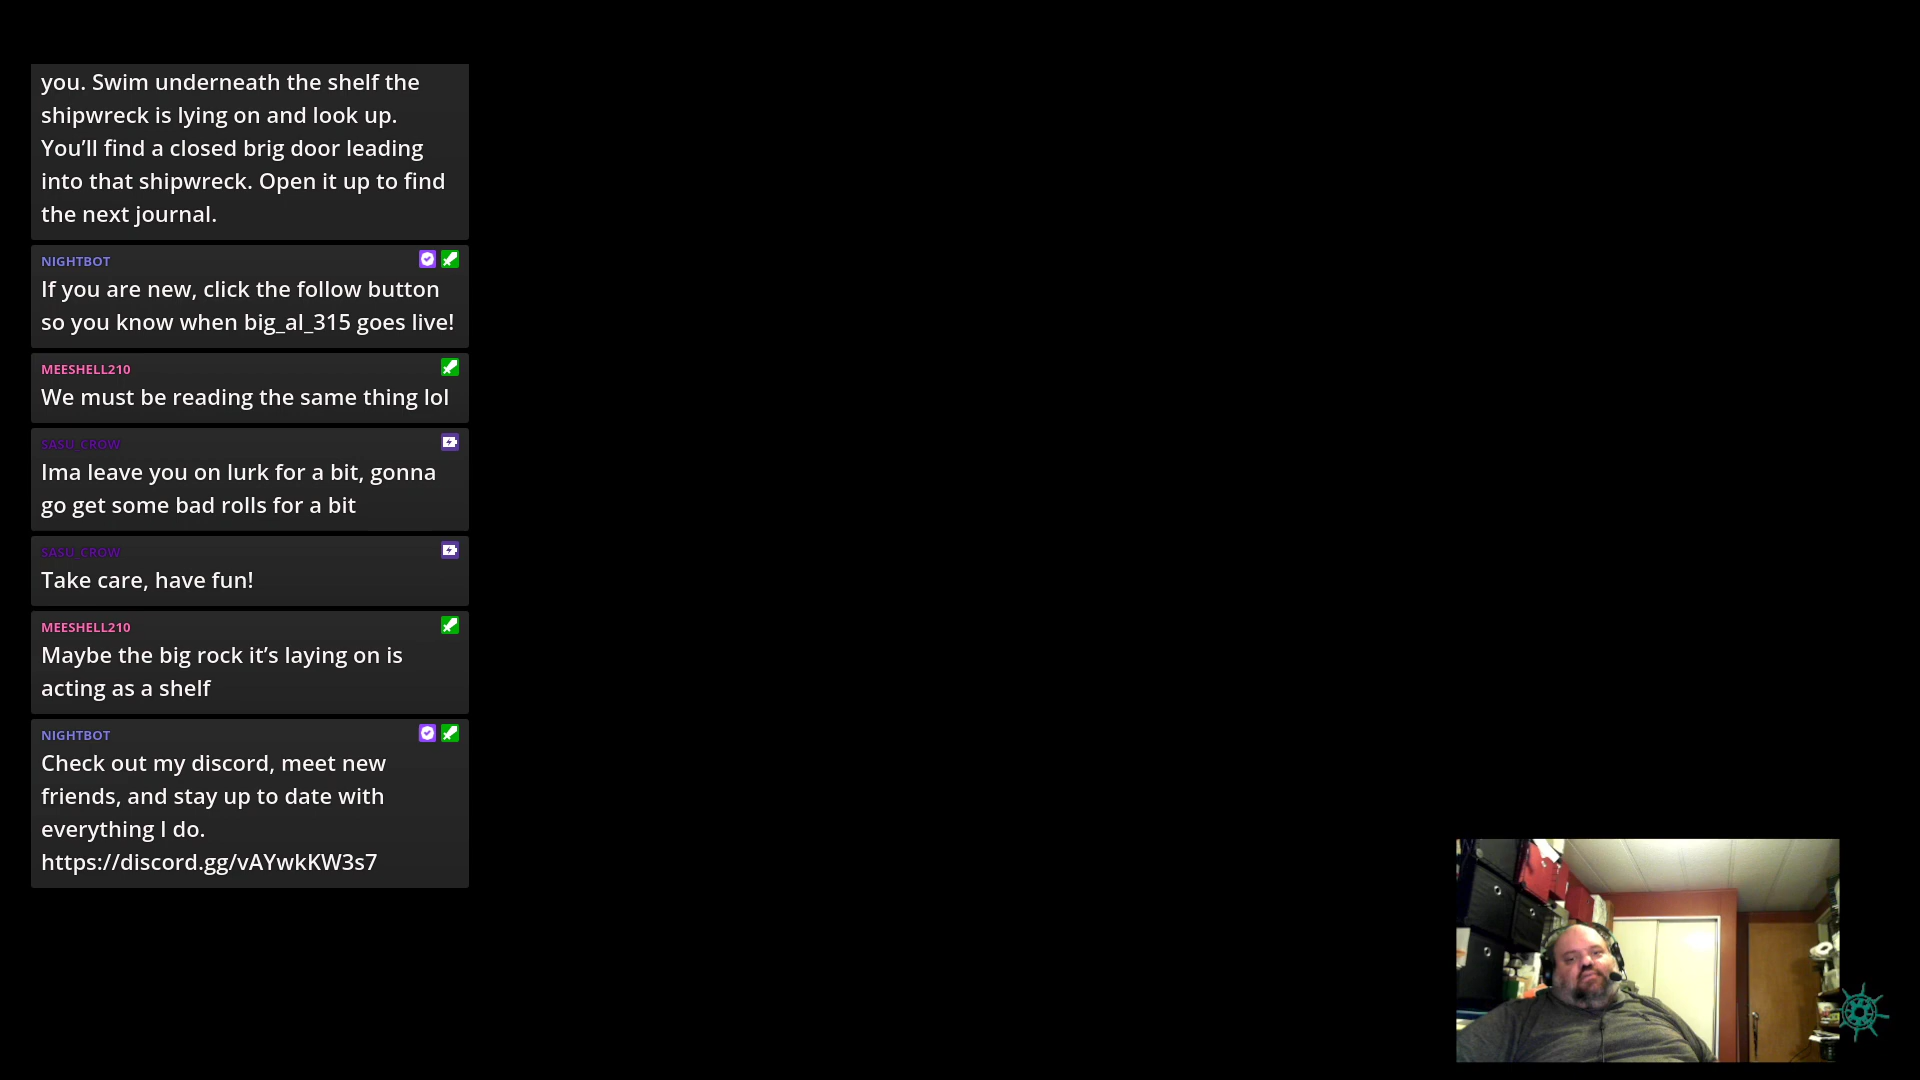 you. Swim underneath the shelf the
shipwreck is lying on and look up.
You’ll find a closed brig door leading
into that shipwreck. Open it up to find
the next journal.
NIGHTBOT
If you are new, click the follow button
so you know when big_al_315 goes live!
MEESHELL210
We must be reading the same thing lol
SASU_CROW
Ima leave you on lurk for a bit, gonna
go get some bad rolls for a bit
SASU_CROW
Take care, have fun!
MEESHELL210
Maybe the big rock it’s laying on is
acting as a shelf
NIGHTBOT
Check out my discord, meet new
friends, and stay up to date with
everything I do.
https://discord.gg/vAYwkKW3s7